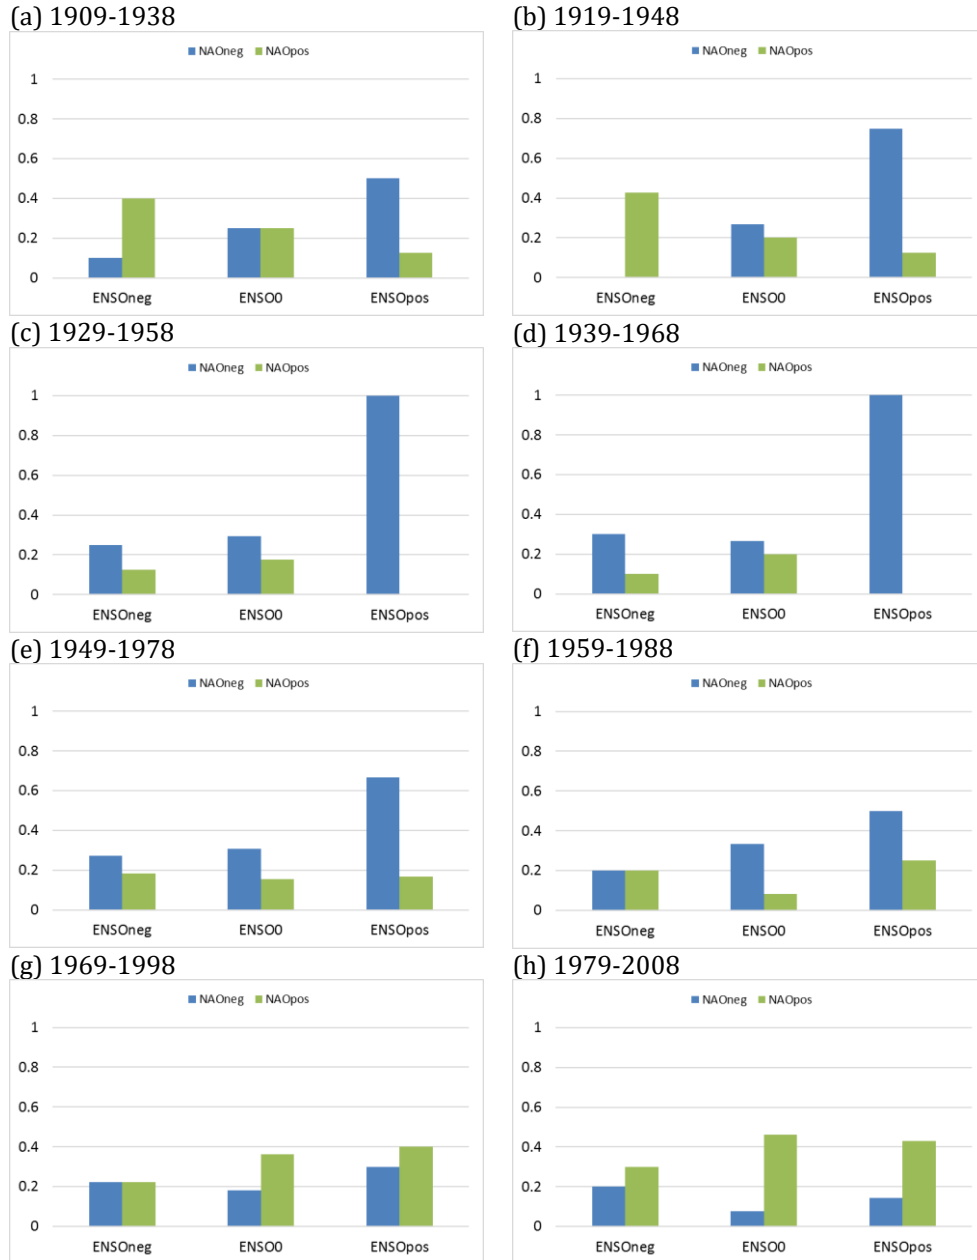 (a) 1909-1938
NAOneg NAOpos
1
0.8
0.6
0.4
0.2
0
ENSOneg ENSO0 ENSOpos
(b) 1919-1948
NAOneg NAOpos
1
0.8
0.6
0.4
0.2
0
ENSOneg ENSO0 ENSOpos
(c) 1929-1958
NAOneg NAOpos
1
0.8
0.6
0.4
0.2
0
ENSOneg ENSO0 ENSOpos
(d) 1939-1968
NAOneg NAOpos
1
0.8
0.6
0.4
0.2
0
ENSOneg ENSO0 ENSOpos
(e) 1949-1978
NAOneg NAOpos
1
0.8
0.6
0.4
0.2
0
ENSOneg ENSO0 ENSOpos
(f) 1959-1988
NAOneg NAOpos
1
0.8
0.6
0.4
0.2
0
ENSOneg ENSO0 ENSOpos
(g) 1969-1998
NAOneg NAOpos
1
0.8
0.6
0.4
0.2
0
ENSOneg ENSO0 ENSOpos
(h) 1979-2008
NAOneg NAOpos
1
0.8
0.6
0.4
0.2
0
ENSOneg ENSO0 ENSOpos